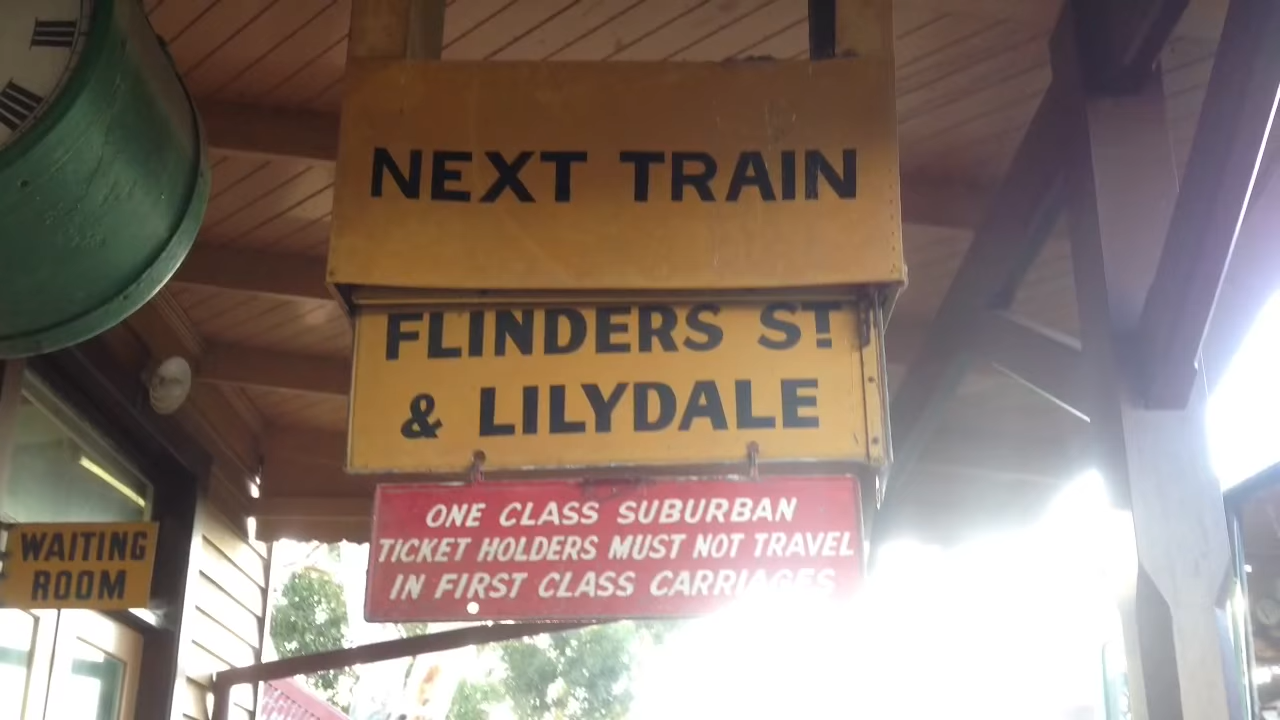 NEXT TRAIN
FLINDERS ST
& LILYDALE
ONE CLASS SUBURBAN
TICKET HOLDERS MUST NOT TRAVEL
IN FIRST CLASS CARRIAGES
WAITING
ROOM